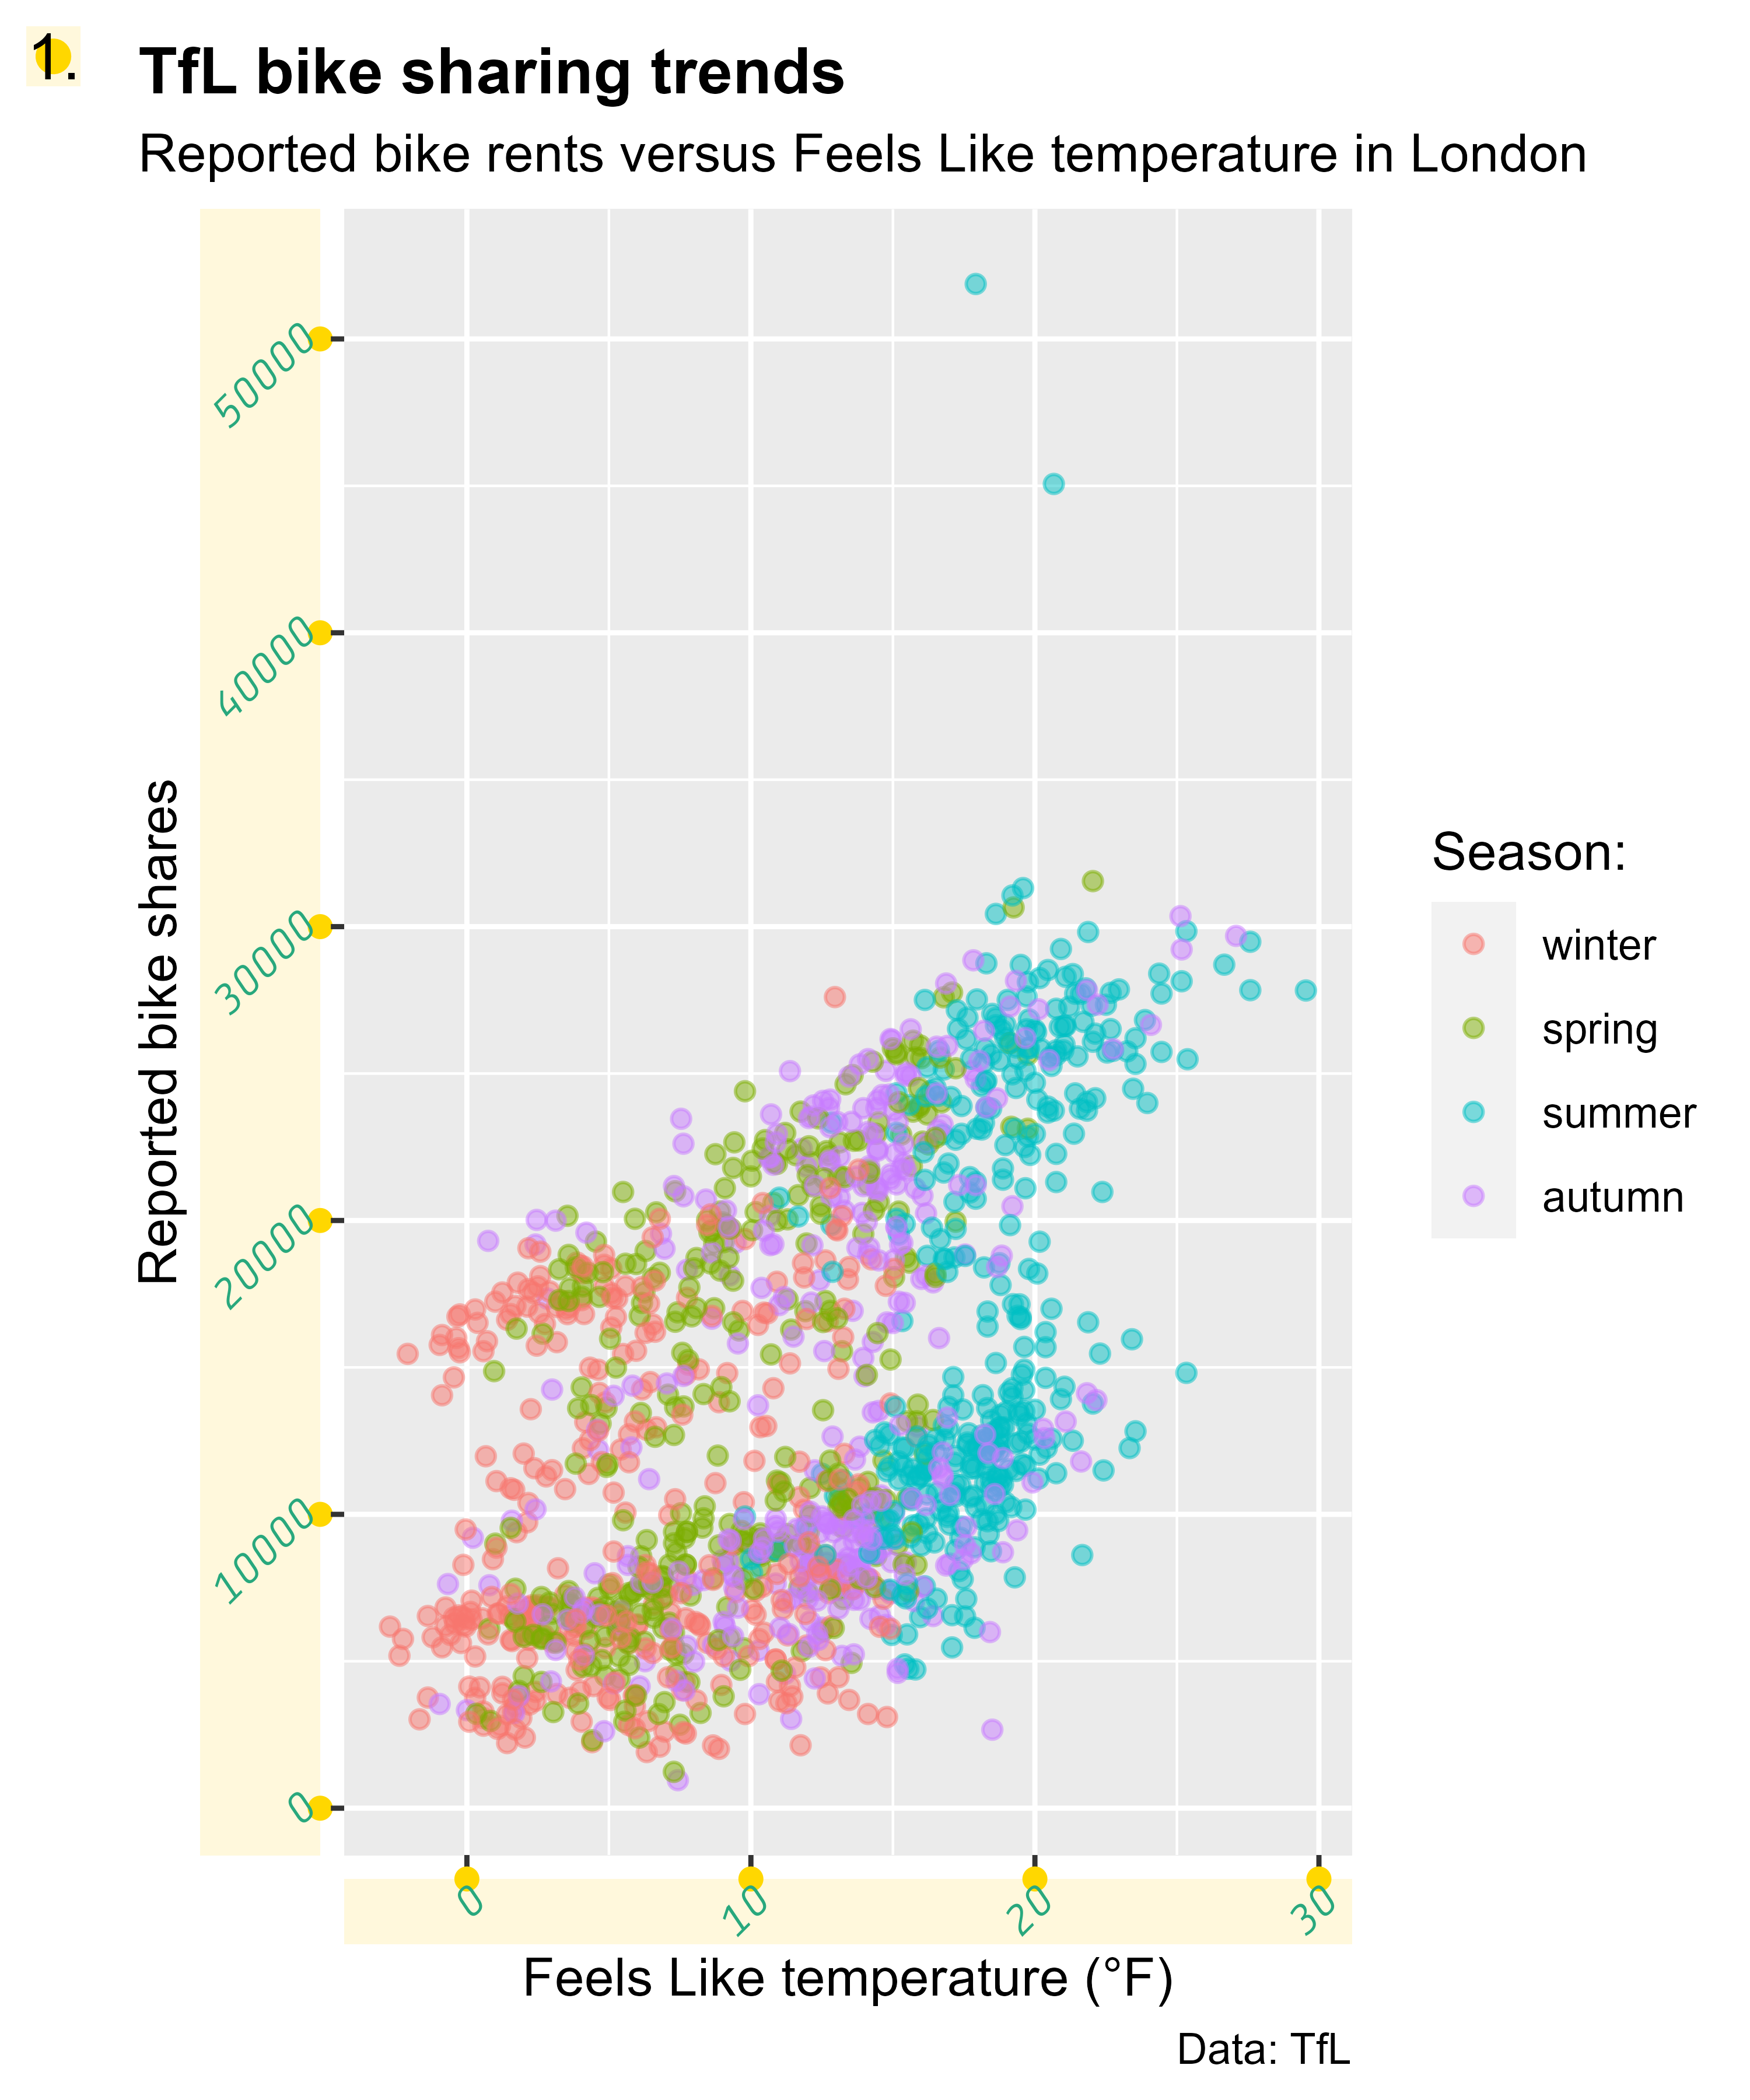 1.
TfL bike sharing trends
Reported bike rents versus Feels Like temperature in London
Reported bike shares
50000
40000
30000
20000
10000
0
0 10 20 30
Feels Like temperature (°F)
Season:
winter
spring
summer
autumn
Data: TfL